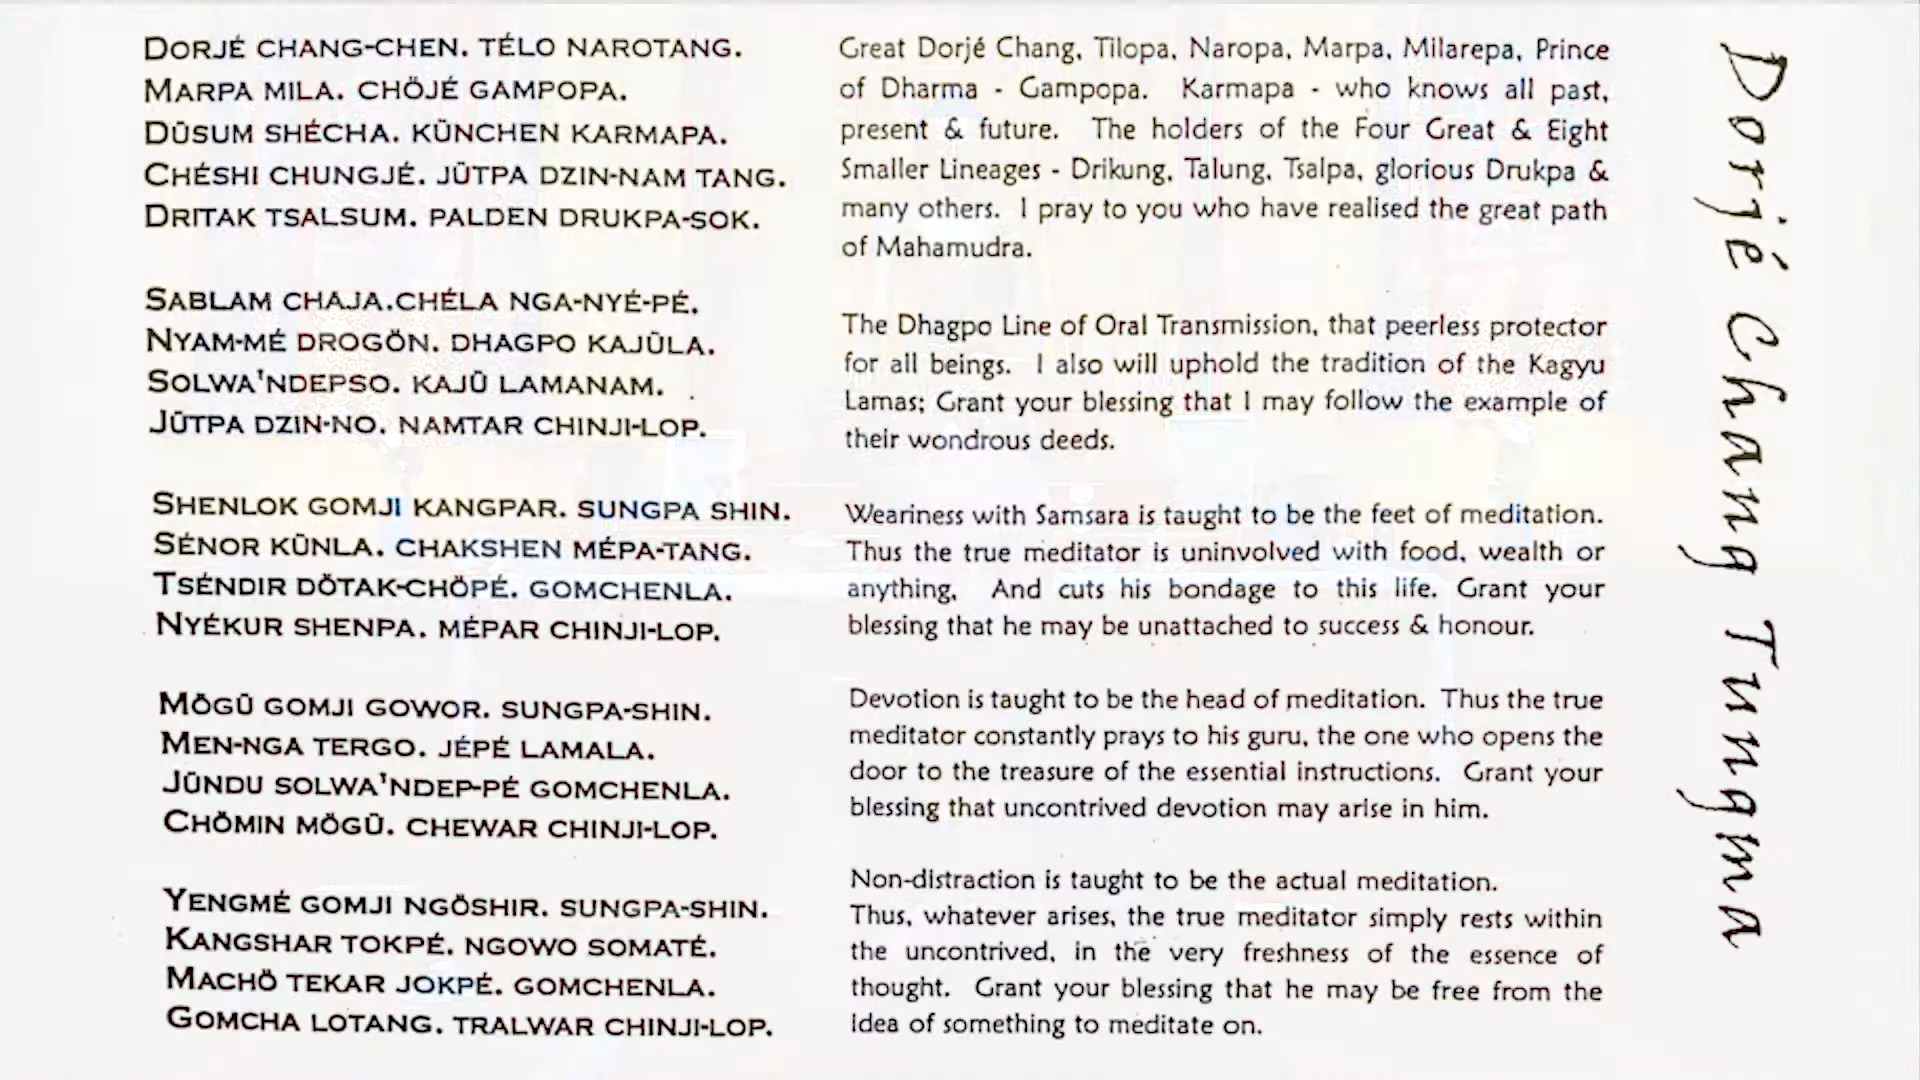 DORJÉ CHANG-CHEN. TÉLO NAROTANG.
MARPA MILA. CHÖJÉ GAMPOPA.
DÜSUM SHÉCHA. KÜNCHEN KARMAPA.
CHÉSHI CHUNGJÉ. JÜTPA DZIN-NAM TANG.
DRITAK TSALSUM. PALDEN DRUKPA-SOK.
SABLAM CHAJA.CHÉLA NGA-NYÉ-PÉ.
NYAM-MÉ DROGÖN. DHAGPO KAJÜLA.
SOLWA'NDEPSO. KAJÜ LAMANAM.
JÜTPA DZIN-NO. NAMTAR CHINJI-LOP.
SHENLOK GOMJI KANGPAR. SUNGPA SHIN.
SÉNOR KÜNLA. CHAKSHEN MÉPA-TANG.
TSÉNDIR DÖTAK-CHÖPÉ. GOMCHENLA.
NYÉKUR SHENPA. MÉPAR CHINJI-LOP.
MÖGÜ GOMJI GOWOR. SUNGPA-SHIN.
MEN-NGA TERGO. JÉPÉ LAMALA.
JÜNDU SOLWA'NDEP-PÉ GOMCHENLA.
CHÖMIN MÖGÜ. CHEWAR CHINJI-LOP.
YENGMÉ GOMJI NGÖSHIR. SUNGPA-SHIN.
KANGSHAR TOKPÉ. NGOWO SOMATÉ.
MACHÖ TEKAR JOKPÉ. GOMCHENLA.
GOMCHA LOTANG. TRALWAR CHINJI-LOP.
Great Dorjé Chang, Tilopa, Naropa, Marpa, Milarepa, Prince
of Dharma - Gampopa. Karmapa - who knows all past,
present & future. The holders of the Four Great & Eight
Smaller Lineages - Drikung, Talung, Tsalpa, glorious Drukpa &
many others. I pray to you who have realised the great path
of Mahamudra.
The Dhagpo Line of Oral Transmission, that peerless protector
for all beings. I also will uphold the tradition of the Kagyu
Lamas; Grant your blessing that I may follow the example of
their wondrous deeds.
Weariness with Samsara is taught to be the feet of meditation.
Thus the true meditator is uninvolved with food, wealth or
anything, And cuts his bondage to this life. Grant your
blessing that he may be unattached to success & honour.
Devotion is taught to be the head of meditation. Thus the true
meditator constantly prays to his guru, the one who opens the
door to the treasure of the essential instructions. Grant your
blessing that uncontrived devotion may arise in him.
Non-distraction is taught to be the actual meditation.
Thus, whatever arises, the true meditator simply rests within
the uncontrived, in the very freshness of the essence of
thought. Grant your blessing that he may be free from the
idea of something to meditate on.
Dorjé Chang Tungma